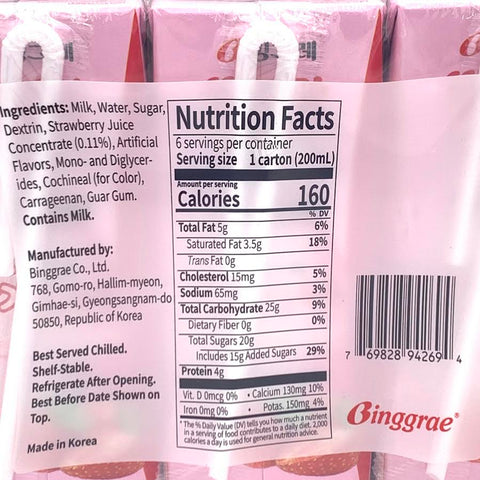 Binggrae
Ingredients: Milk, Water, Sugar,
Dextrin, Strawberry Juice
Concentrate (0.11%), Artificial
Flavors, Mono- and Diglycer-
ides, Cochineal (for Color),
Carrageenan, Guar Gum.
Contains Milk.
Manufactured by:
Binggrae Co., Ltd.
768, Gomo-ro, Hallim-myeon,
Gimhae-si, Gyeongsangnam-do
50850, Republic of Korea
Best Served Chilled.
Shelf-Stable.
Refrigerate After Opening.
Best Before Date Shown on
Top.
Made in Korea
Nutrition Facts
6 servings per container
Serving size 1 carton (200mL)
Amount per serving
Calories 160
% DV
Total Fat 5g 6%
Saturated Fat 3.5g 18%
Trans Fat 0g
Cholesterol 15mg 5%
Sodium 65mg 3%
Total Carbohydrate 25g 9%
Dietary Fiber 0g 0%
Total Sugars 20g
Includes 15g Added Sugars 29%
Protein 4g
Vit. D 0mcg 0% • Calcium 130mg 10%
Iron 0mg 0% • Potas. 150mg 4%
*The % Daily Value (DV) tells you how much a nutrient
in a serving of food contributes to a daily diet. 2,000
calories a day is used for general nutrition advice.
7 69828 94269 4
Binggrae®